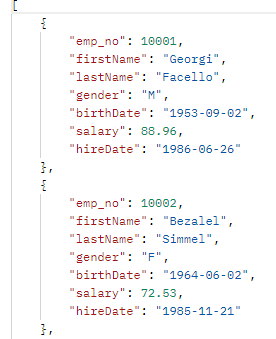 [
{
"emp_no": 10001,
"firstName": "Georgi",
"lastName": "Facello",
"gender": "M",
"birthDate": "1953-09-02",
"salary": 88.96,
"hireDate": "1986-06-26"
},
{
"emp_no": 10002,
"firstName": "Bezalel",
"lastName": "Simmel",
"gender": "F",
"birthDate": "1964-06-02",
"salary": 72.53,
"hireDate": "1985-11-21"
},